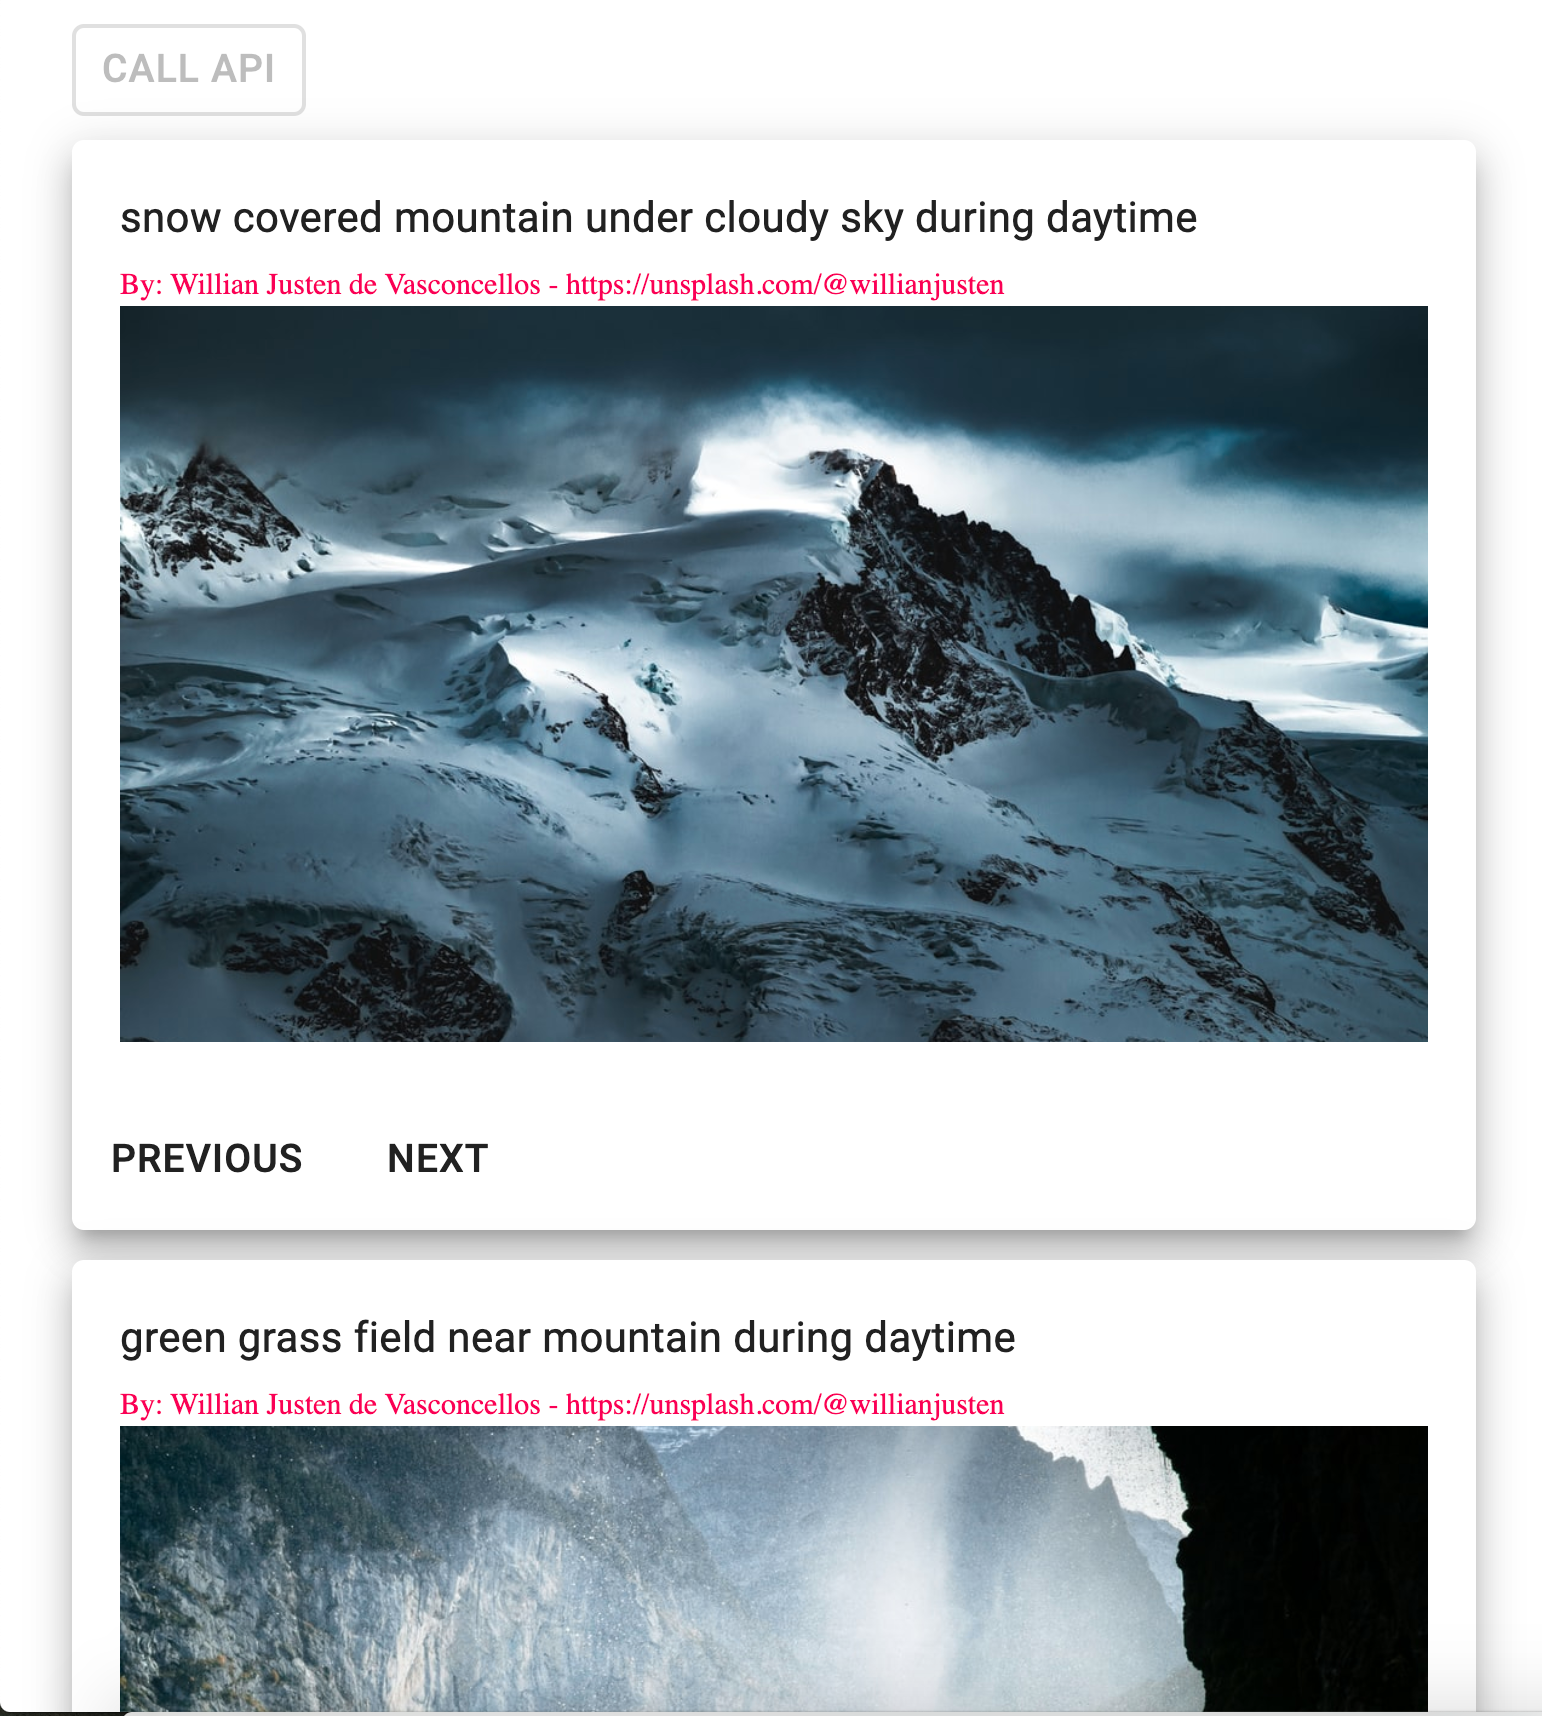 CALL API
snow covered mountain under cloudy sky during daytime
By: Willian Justen de Vasconcellos - https://unsplash.com/@willianjusten
PREVIOUS NEXT
green grass field near mountain during daytime
By: Willian Justen de Vasconcellos - https://unsplash.com/@willianjusten